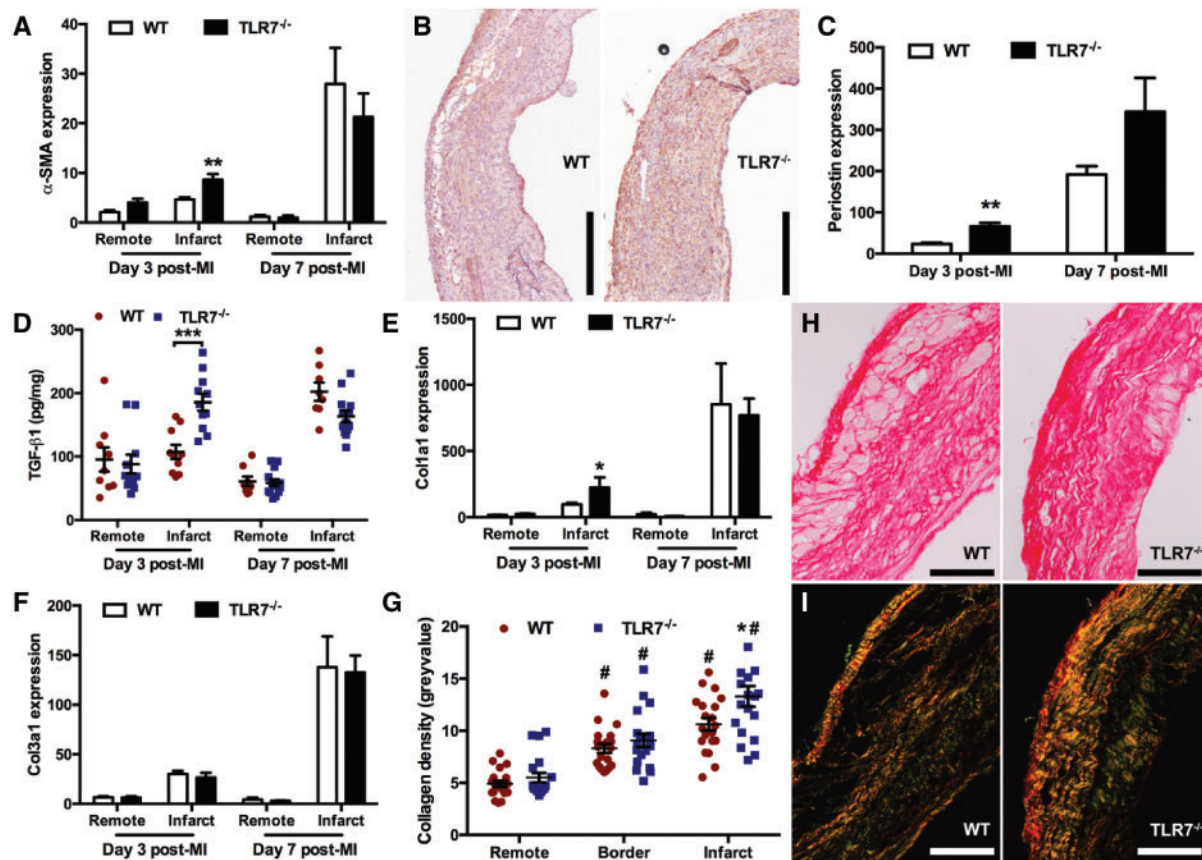 A
WT TLR7-/-
α-SMA expression
40
30
20
10
0
**
Remote Infarct Remote Infarct
Day 3 post-MI Day 7 post-MI
B
WT
TLR7-/-
C
WT
TLR7-/-
Periostin expression
500
400
300
200
100
0
**
Day 3 post-MI Day 7 post-MI
D
WT TLR7-/-
TGF-β1 (pg/mg)
300
200
100
0
***
Remote Infarct Remote Infarct
Day 3 post-MI Day 7 post-MI
E
WT
TLR7-/-
Col1a1 expression
1500
1000
500
0
*
Remote Infarct Remote Infarct
Day 3 post-MI Day 7 post-MI
F
WT TLR7-/-
Col3a1 expression
200
150
100
50
0
Remote Infarct Remote Infarct
Day 3 post-MI Day 7 post-MI
G
WT TLR7-/-
Collagen density (greyvalue)
20
15
10
5
0
# # # *#
Remote Border Infarct
H
WT
TLR7-/-
I
WT
TLR7-/-